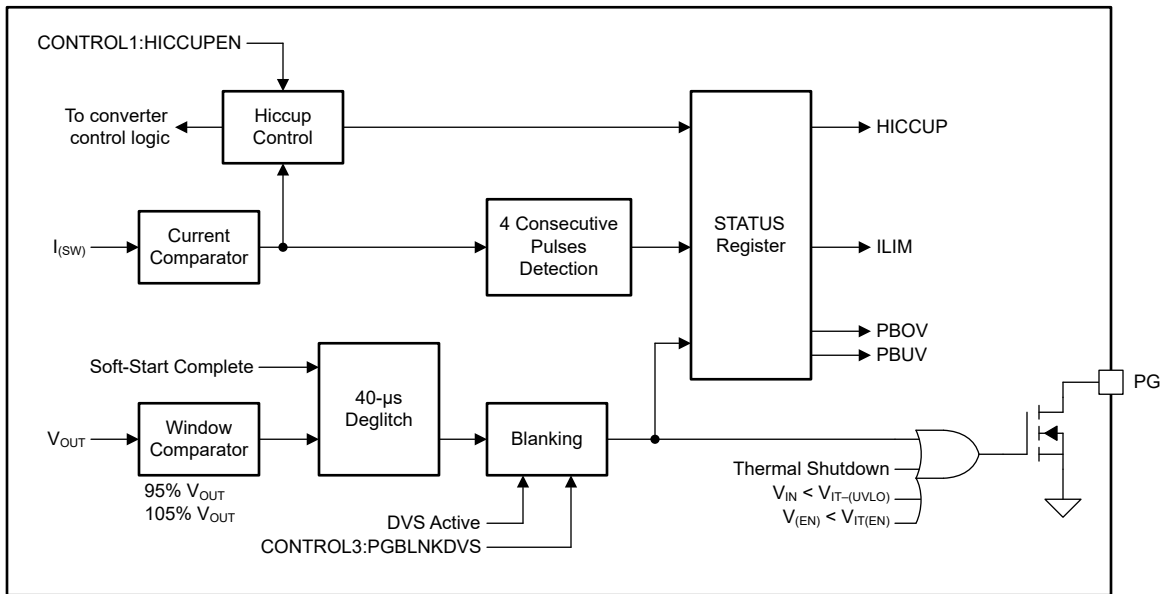 CONTROL1:HICCUPEN
To converter
control logic
Hiccup
Control
HICCUP
I(SW)
Current
Comparator
4 Consecutive
Pulses
Detection
STATUS
Register
ILIM
PBOV
PBUV
Soft-Start Complete
40-µs
Deglitch
PG
VOUT
Window
Comparator
Blanking
95% VOUT
105% VOUT
Thermal Shutdown
VIN < VIT–(UVLO)
V(EN) < VIT(EN)
DVS Active
CONTROL3:PGBLNKDVS